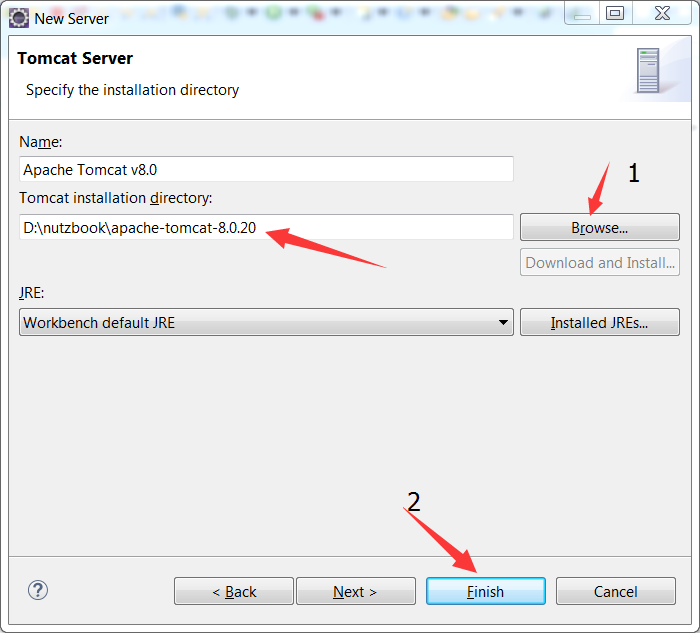 New Server
Tomcat Server
Specify the installation directory
Name:
Apache Tomcat v8.0
1
Tomcat installation directory:
D:\nutzbook\apache-tomcat-8.0.20
Browse...
Download and Install...
JRE:
Workbench default JRE
Installed JREs...
2
?
< Back
Next >
Finish
Cancel